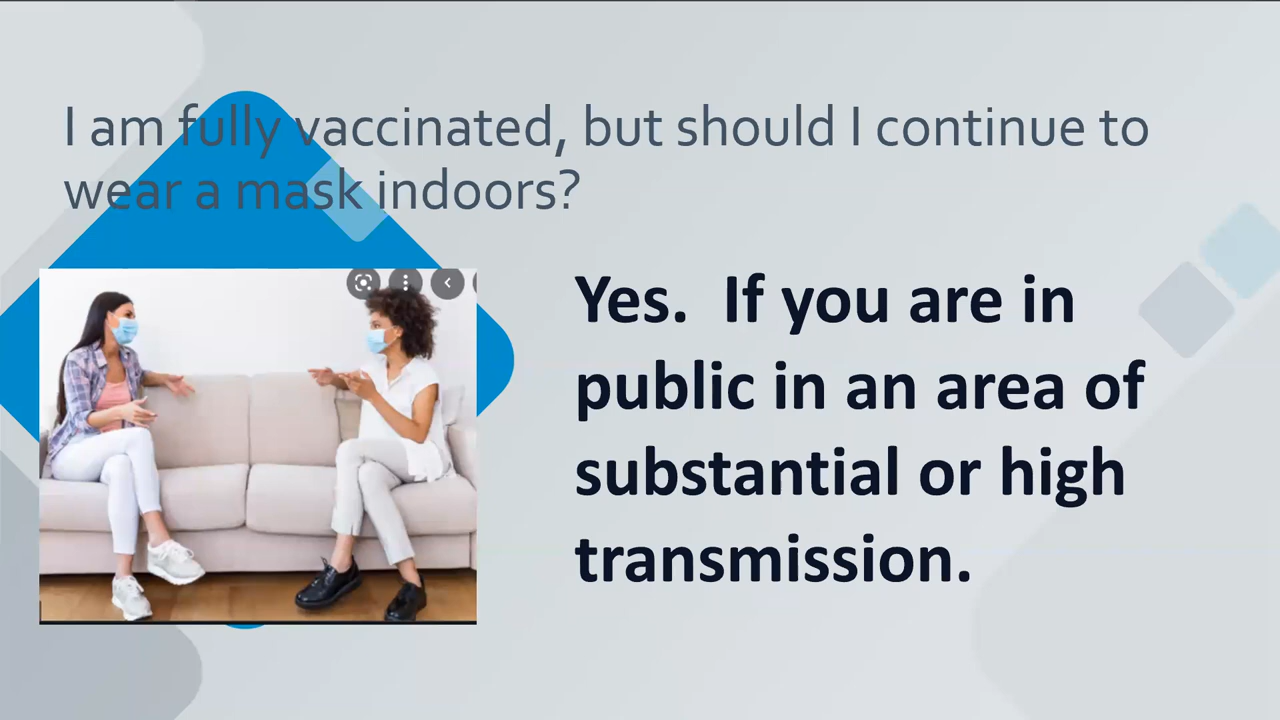 I am fully vaccinated, but should I continue to
wear a mask indoors?
Yes.  If you are in
public in an area of
substantial or high
transmission.